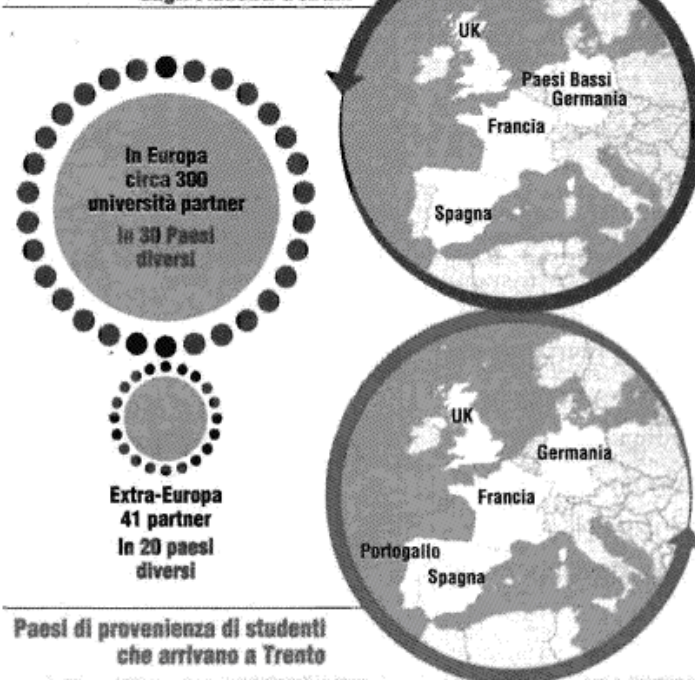 UK
Paesi Bassi
Germania
Francia
Spagna
In Europa
circa 300
università partner
In 30 Paesi
diversi
UK
Germania
Francia
Portogallo
Spagna
Extra-Europa
41 partner
In 20 paesi
diversi
Paesi di provenienza di studenti
che arrivano a Trento